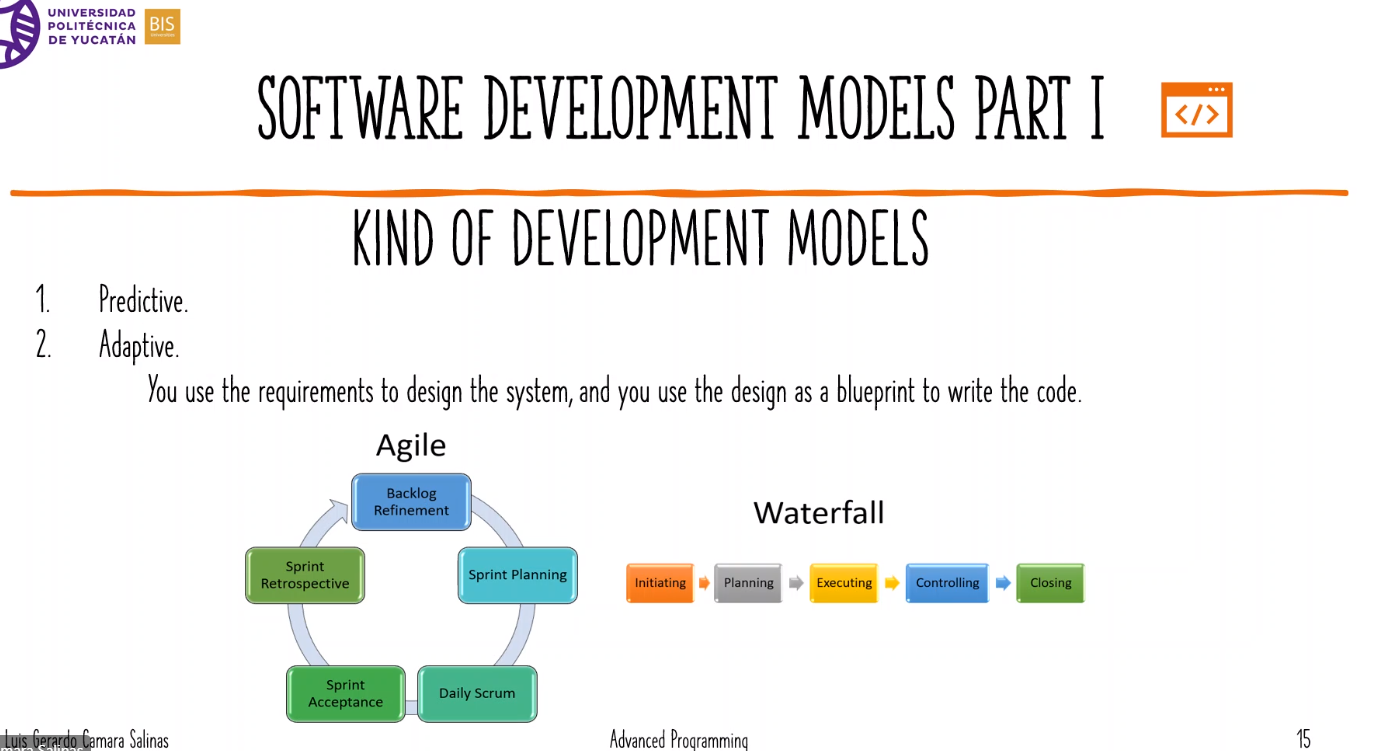 UNIVERSIDAD
POLITÉCNICA
DE YUCATÁN
BIS
SOFTWARE DEVELOPMENT MODELS PART I
</>
KIND OF DEVELOPMENT MODELS
1. Predictive.
2. Adaptive.
You use the requirements to design the system, and you use the design as a blueprint to write the code.
Agile
Backlog
Refinement
Sprint Planning
Daily Scrum
Sprint
Acceptance
Sprint
Retrospective
Waterfall
Initiating
Planning
Executing
Controlling
Closing
Luis Gerardo Camara Salinas
Advanced Programming
15